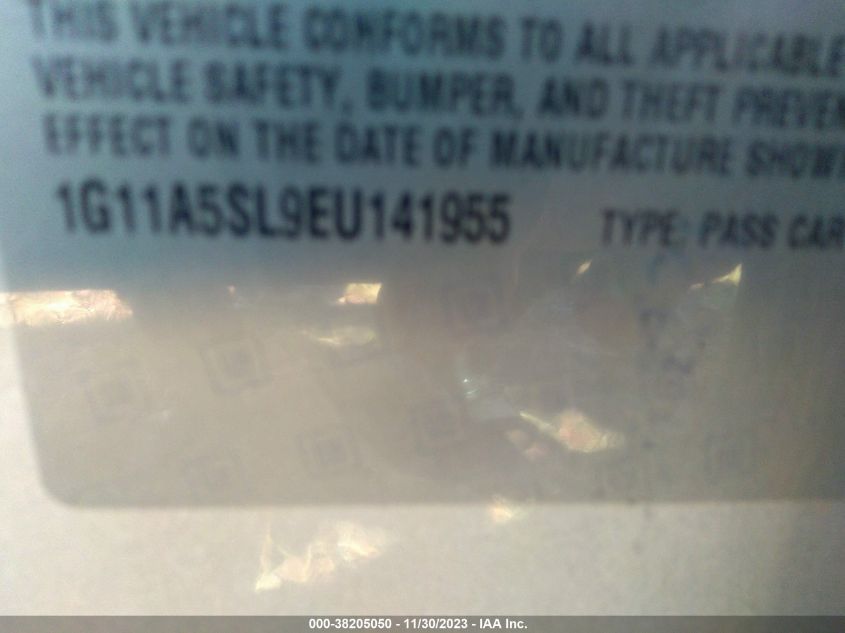 THIS VEHICLE CONFORMS TO ALL APPLICABLE
VEHICLE SAFETY, BUMPER, AND THEFT PREVEN
EFFECT ON THE DATE OF MANUFACTURE SHOW
1G11A5SL9EU141955 TYPE: PASS CAR
000-38205050 - 11/30/2023 - IAA Inc.